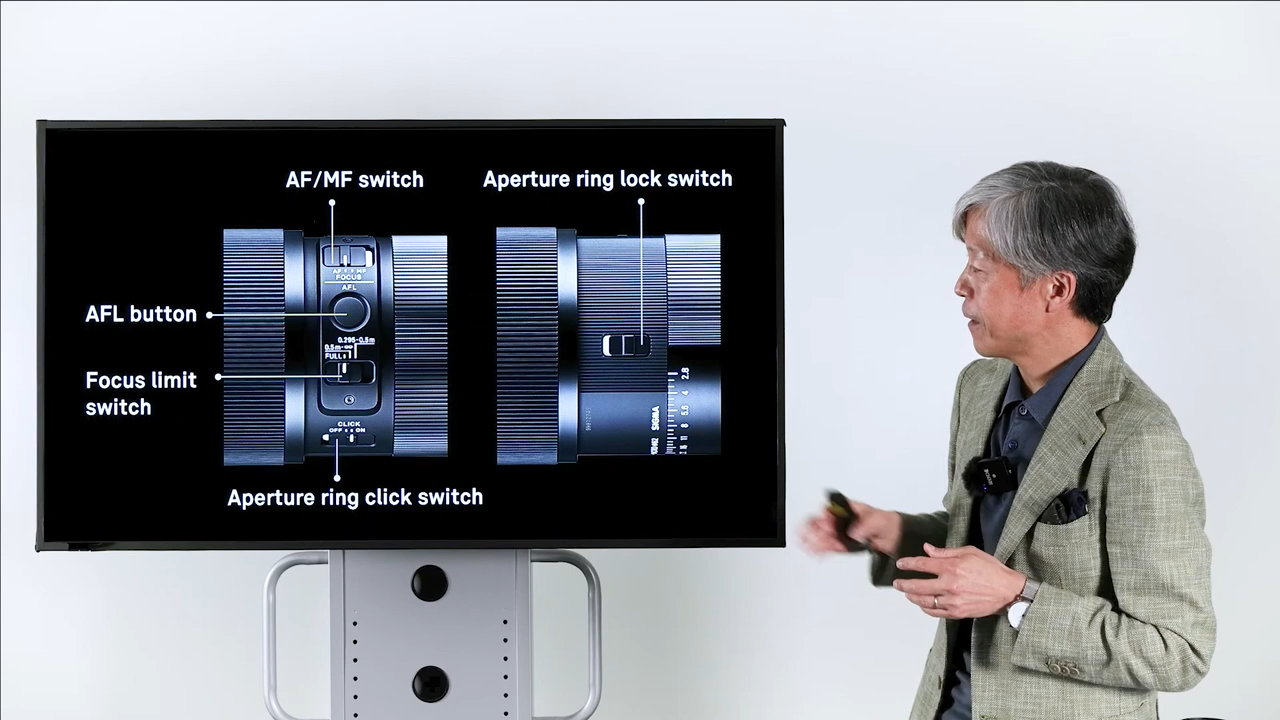 AF/MF switch
Aperture ring lock switch
AF MF
FOCUS
AFL
AFL button
0.295-0.5m
0.5m-∞
FULL
Focus limit
switch
CLICK
OFF ON
Aperture ring click switch
2.8
4
5.6
8
11
16
SIGMA